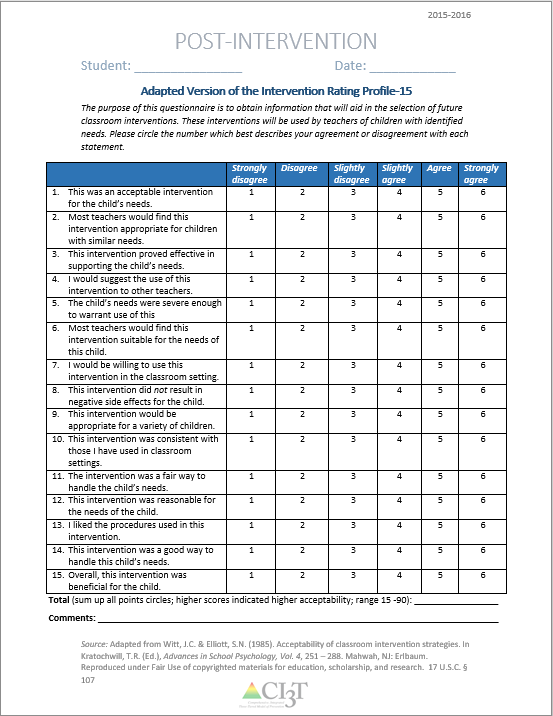 2015-2016
POST-INTERVENTION
Student: _______________ Date: ____________
Adapted Version of the Intervention Rating Profile-15
The purpose of this questionnaire is to obtain information that will aid in the selection of future
classroom interventions. These interventions will be used by teachers of children with identified
needs. Please circle the number which best describes your agreement or disagreement with each
statement.
Strongly disagree Disagree Slightly disagree Slightly agree Agree Strongly agree
1. This was an acceptable intervention 1 2 3 4 5 6
for the child's needs.
2. Most teachers would find this 1 2 3 4 5 6
intervention appropriate for children
with similar needs.
3. This intervention proved effective in 1 2 3 4 5 6
supporting the child's needs.
4. I would suggest the use of this 1 2 3 4 5 6
intervention to other teachers.
5. The child's needs were severe enough 1 2 3 4 5 6
to warrant use of this
6. Most teachers would find this 1 2 3 4 5 6
intervention suitable for the needs of
this child.
7. I would be willing to use this 1 2 3 4 5 6
intervention in the classroom setting.
8. This intervention did not result in 1 2 3 4 5 6
negative side effects for the child.
9. This intervention would be 1 2 3 4 5 6
appropriate for a variety of children.
10. This intervention was consistent with 1 2 3 4 5 6
those I have used in classroom
settings.
11. The intervention was a fair way to 1 2 3 4 5 6
handle the child's needs.
12. This intervention was reasonable for 1 2 3 4 5 6
the needs of the child.
13. I liked the procedures used in this 1 2 3 4 5 6
intervention.
14. This intervention was a good way to 1 2 3 4 5 6
handle this child's needs.
15. Overall, this intervention was 1 2 3 4 5 6
beneficial for the child.
Total (sum up all points circles; higher scores indicated higher acceptability; range 15 -90): _______________
Comments: _______________
Source: Adapted from Witt, J.C. & Elliott, S.N. (1985). Acceptability of classroom intervention strategies. In
Kratochwill, T.R. (Ed.), Advances in School Psychology, Vol. 4, 251 – 288. Mahwah, NJ: Erlbaum.
Reproduced under Fair Use of copyrighted materials for education, scholarship, and research. 17 U.S.C. §
107
CI3T